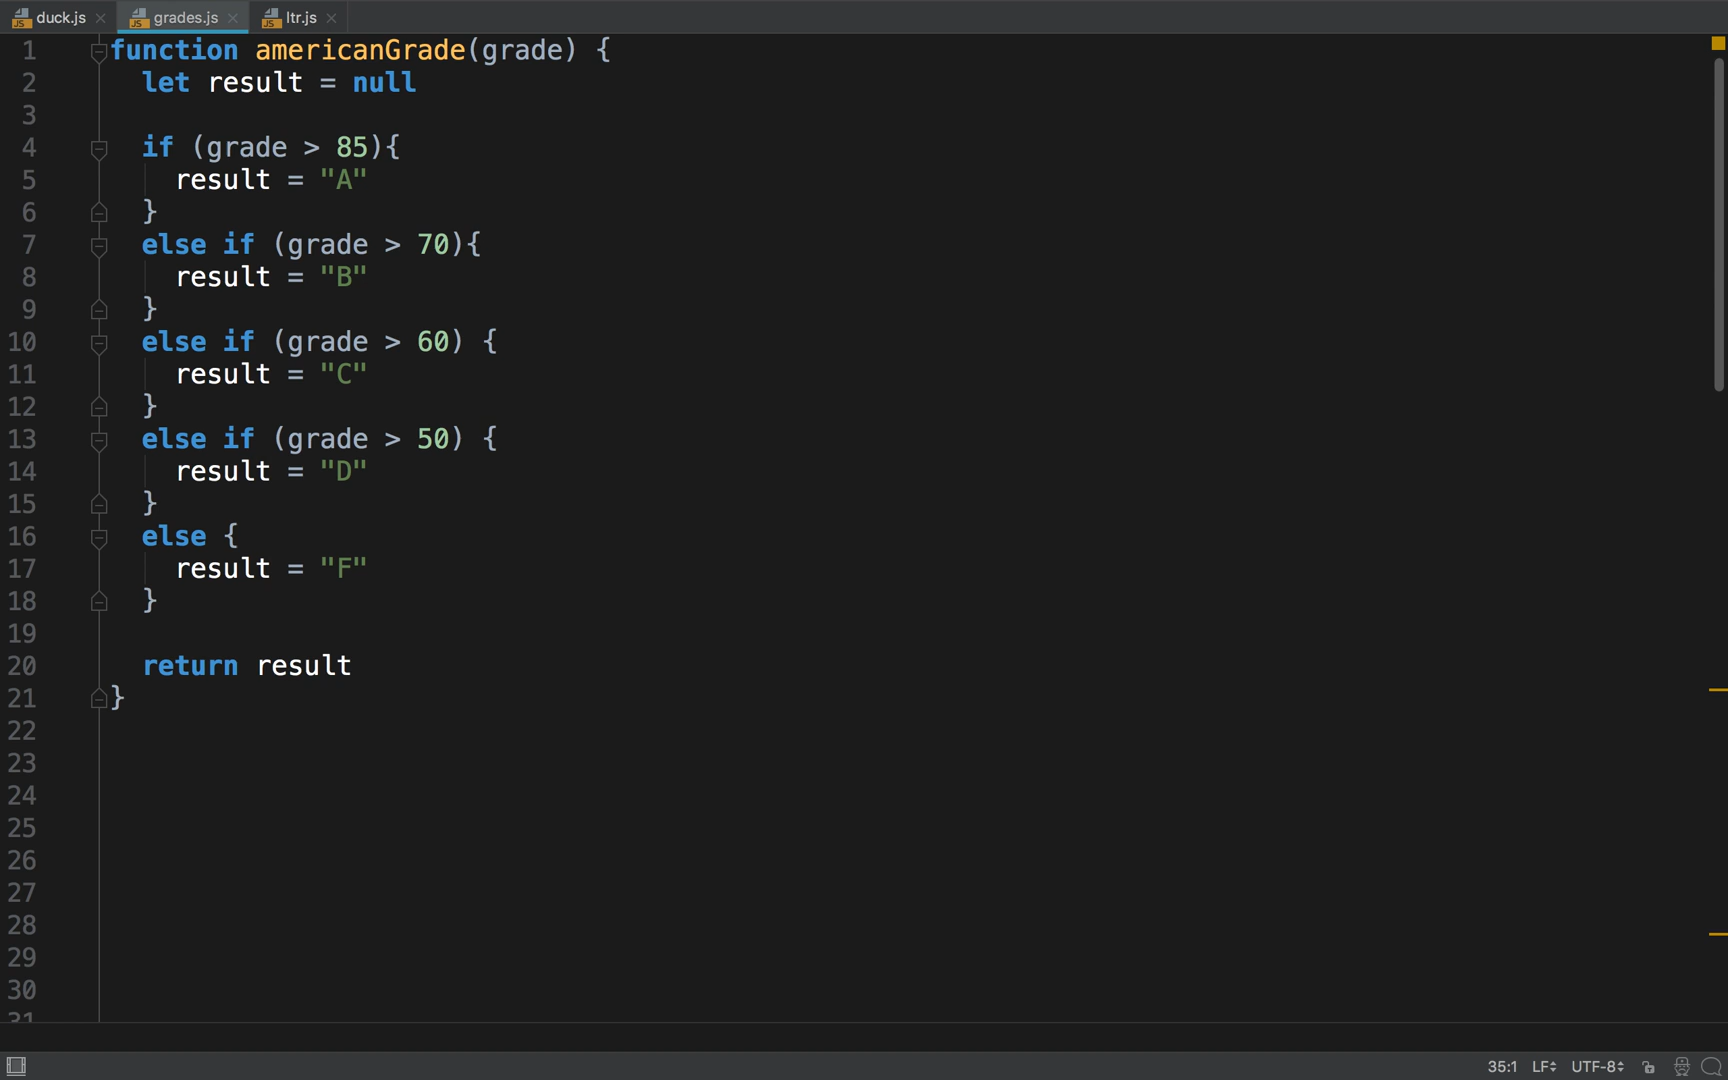 duck.js grades.js ltr.js
1 function americanGrade(grade) {
2 let result = null
3
4 if (grade > 85){
5 result = "A"
6 }
7 else if (grade > 70){
8 result = "B"
9 }
10 else if (grade > 60) {
11 result = "C"
12 }
13 else if (grade > 50) {
14 result = "D"
15 }
16 else {
17 result = "F"
18 }
19
20 return result
21 }
22
23
24
25
26
27
28
29
30
31
35:1 LF UTF-8